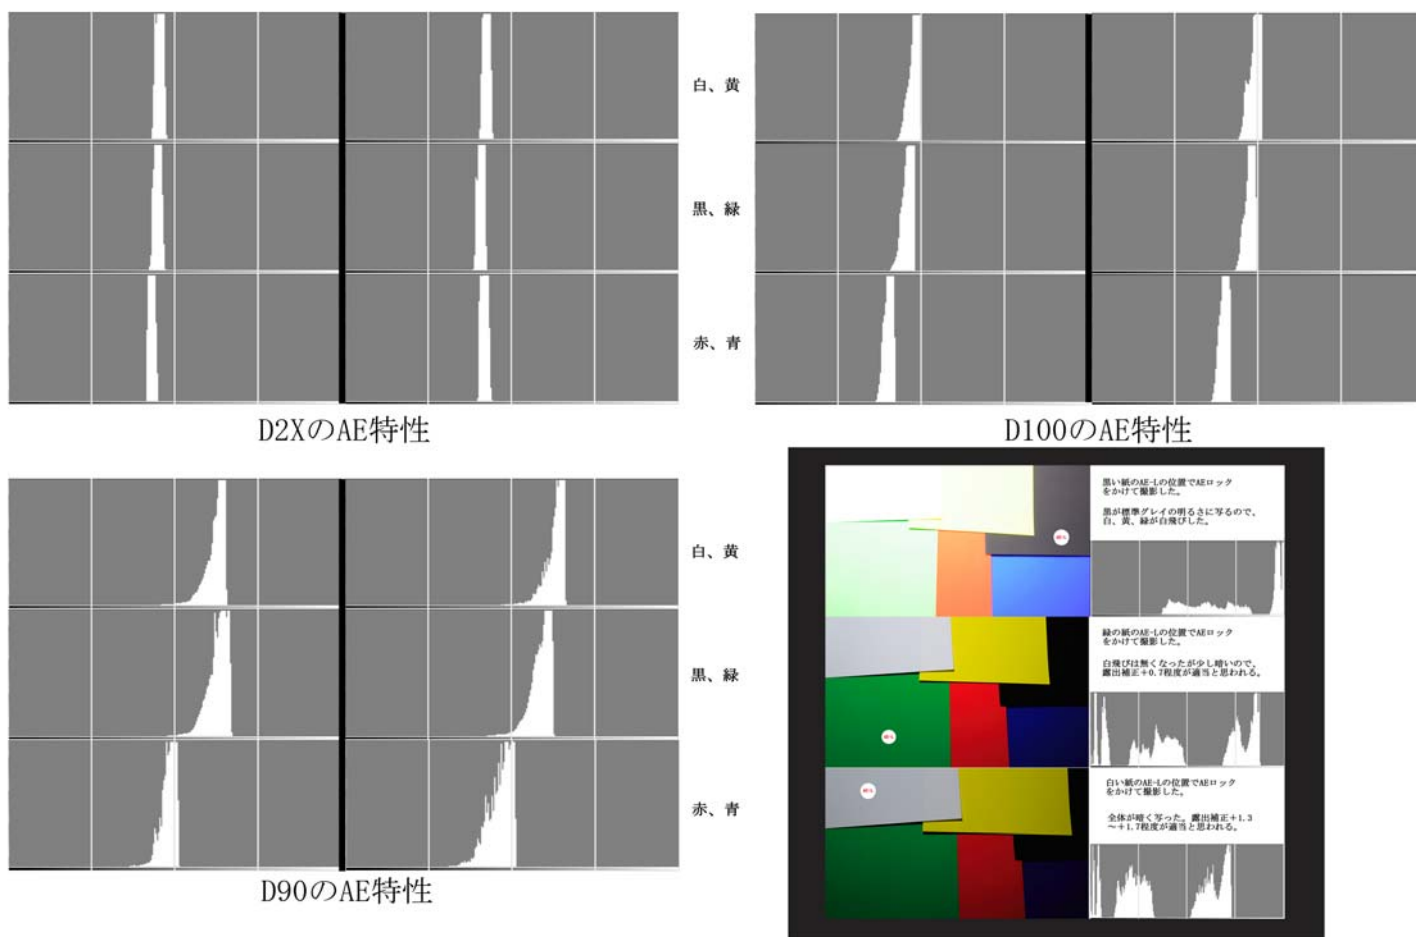 白、黄
黒、緑
赤、青
D2XのAE特性
D100のAE特性
白、黄
黒、緑
赤、青
D90のAE特性
黒い紙のAE-Lの位置でAEロック
をかけて撮影した。
黒が標準グレイの明るさに写るので、
白、黄、緑が白飛びした。
緑の紙のAE-Lの位置でAEロック
をかけて撮影した。
白飛びは無くなったが少し暗いので、
露出補正+0.7程度が適当と思われる。
白い紙のAE-Lの位置でAEロック
をかけて撮影した。
全体が暗く写った。露出補正+1.3
～+1.7程度が適当と思われる。